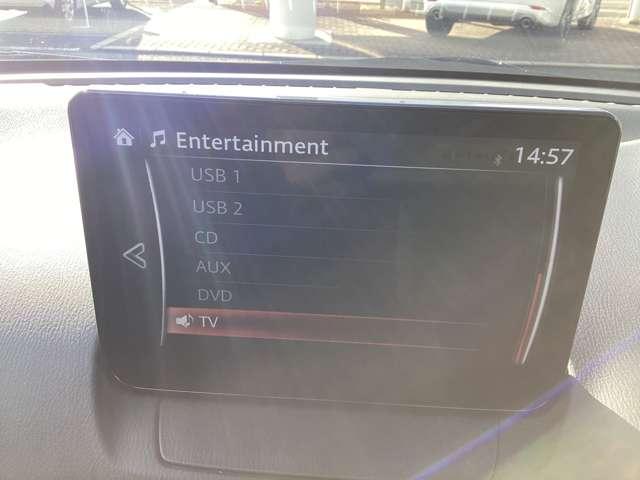 Entertainment
14:57
USB 1
USB 2
CD
AUX
DVD
TV